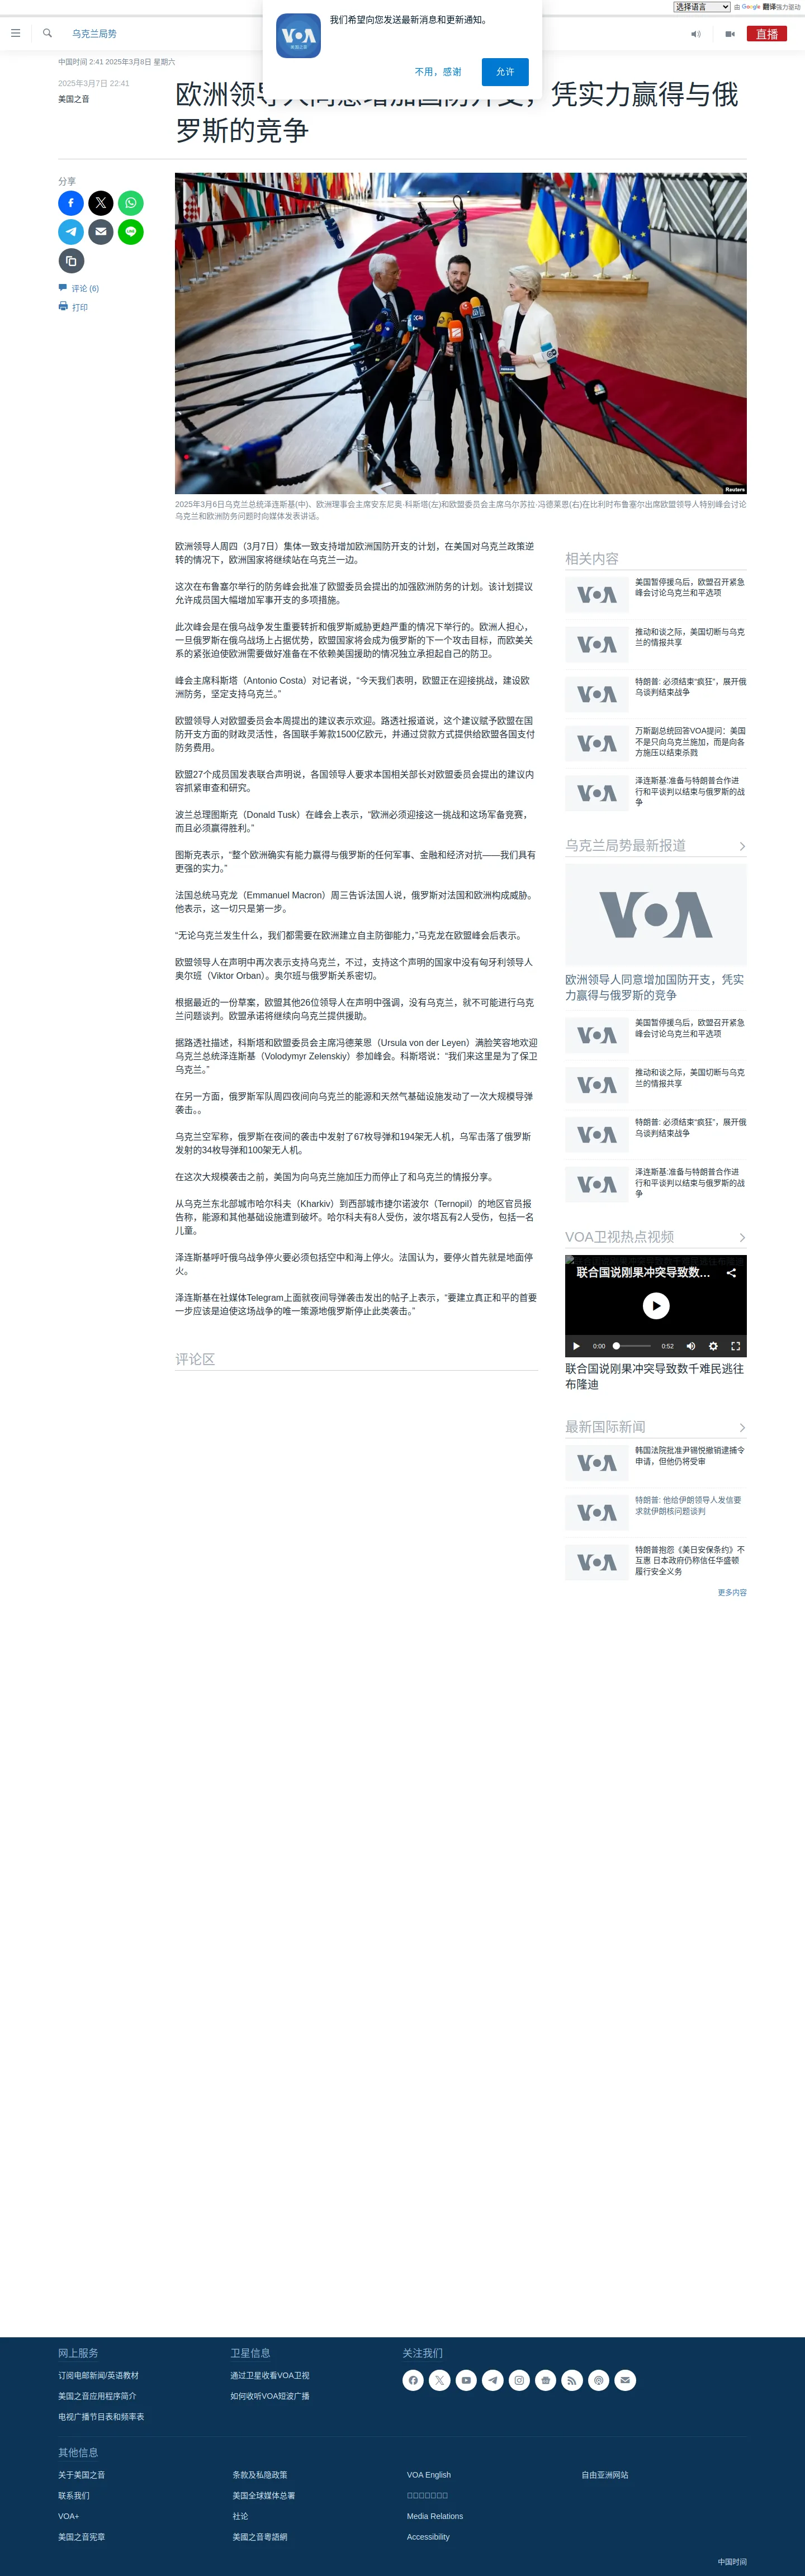 选择语言 由 Google 翻译强力驱动
我们希望向您发送最新消息和更新通知。
不用，感谢
允许
乌克兰局势
直播
中国时间 2:41 2025年3月8日 星期六
2025年3月7日 22:41
美国之音
欧洲领导人同意增加国防开支，凭实力赢得与俄
罗斯的竞争
分享
评论 (6)
打印
Reuters
2025年3月6日乌克兰总统泽连斯基(中)、欧洲理事会主席安东尼奥·科斯塔(左)和欧盟委员会主席乌尔苏拉·冯德莱恩(右)在比利时布鲁塞尔出席欧盟领导人特别峰会讨论
乌克兰和欧洲防务问题时向媒体发表讲话。
欧洲领导人周四（3月7日）集体一致支持增加欧洲国防开支的计划，在美国对乌克兰政策逆
转的情况下，欧洲国家将继续站在乌克兰一边。
这次在布鲁塞尔举行的防务峰会批准了欧盟委员会提出的加强欧洲防务的计划。该计划提议
允许成员国大幅增加军事开支的多项措施。
此次峰会是在俄乌战争发生重要转折和俄罗斯威胁更趋严重的情况下举行的。欧洲人担心，
一旦俄罗斯在俄乌战场上占据优势，欧盟国家将会成为俄罗斯的下一个攻击目标，而欧美关
系的紧张迫使欧洲需要做好准备在不依赖美国援助的情况独立承担起自己的防卫。
峰会主席科斯塔（Antonio Costa）对记者说，“今天我们表明，欧盟正在迎接挑战，建设欧
洲防务，坚定支持乌克兰。”
欧盟领导人对欧盟委员会本周提出的建议表示欢迎。路透社报道说，这个建议赋予欧盟在国
防开支方面的财政灵活性，各国联手筹款1500亿欧元，并通过贷款方式提供给欧盟各国支付
防务费用。
欧盟27个成员国发表联合声明说，各国领导人要求本国相关部长对欧盟委员会提出的建议内
容抓紧审查和研究。
波兰总理图斯克（Donald Tusk）在峰会上表示，“欧洲必须迎接这一挑战和这场军备竞赛，
而且必须赢得胜利。”
图斯克表示，“整个欧洲确实有能力赢得与俄罗斯的任何军事、金融和经济对抗——我们具有
更强的实力。”
法国总统马克龙（Emmanuel Macron）周三告诉法国人说，俄罗斯对法国和欧洲构成威胁。
他表示，这一切只是第一步。
“无论乌克兰发生什么，我们都需要在欧洲建立自主防御能力，”马克龙在欧盟峰会后表示。
欧盟领导人在声明中再次表示支持乌克兰，不过，支持这个声明的国家中没有匈牙利领导人
奥尔班（Viktor Orban）。奥尔班与俄罗斯关系密切。
根据最近的一份草案，欧盟其他26位领导人在声明中强调，没有乌克兰，就不可能进行乌克
兰问题谈判。欧盟承诺将继续向乌克兰提供援助。
据路透社描述，科斯塔和欧盟委员会主席冯德莱恩（Ursula von der Leyen）满脸笑容地欢迎
乌克兰总统泽连斯基（Volodymyr Zelenskiy）参加峰会。科斯塔说：“我们来这里是为了保卫
乌克兰。”
在另一方面，俄罗斯军队周四夜间向乌克兰的能源和天然气基础设施发动了一次大规模导弹
袭击。。
乌克兰空军称，俄罗斯在夜间的袭击中发射了67枚导弹和194架无人机，乌军击落了俄罗斯
发射的34枚导弹和100架无人机。
在这次大规模袭击之前，美国为向乌克兰施加压力而停止了和乌克兰的情报分享。
从乌克兰东北部城市哈尔科夫（Kharkiv）到西部城市捷尔诺波尔（Ternopil）的地区官员报
告称，能源和其他基础设施遭到破坏。哈尔科夫有8人受伤，波尔塔瓦有2人受伤，包括一名
儿童。
泽连斯基呼吁俄乌战争停火要必须包括空中和海上停火。法国认为，要停火首先就是地面停
火。
泽连斯基在社媒体Telegram上面就夜间导弹袭击发出的帖子上表示，“要建立真正和平的首要
一步应该是迫使这场战争的唯一策源地俄罗斯停止此类袭击。”
评论区
相关内容
VOA
美国暂停援乌后，欧盟召开紧急
峰会讨论乌克兰和平选项
VOA
推动和谈之际，美国切断与乌克
兰的情报共享
VOA
特朗普: 必须结束“疯狂”，展开俄
乌谈判结束战争
VOA
万斯副总统回答VOA提问：美国
不是只向乌克兰施加，而是向各
方施压以结束杀戮
VOA
泽连斯基:准备与特朗普合作进
行和平谈判以结束与俄罗斯的战
争
乌克兰局势最新报道
VOA
欧洲领导人同意增加国防开支，凭实
力赢得与俄罗斯的竞争
VOA
美国暂停援乌后，欧盟召开紧急
峰会讨论乌克兰和平选项
VOA
推动和谈之际，美国切断与乌克
兰的情报共享
VOA
特朗普: 必须结束“疯狂”，展开俄
乌谈判结束战争
VOA
泽连斯基:准备与特朗普合作进
行和平谈判以结束与俄罗斯的战
争
VOA卫视热点视频
联合国说刚果冲突导致数…
0:00 0:52
联合国说刚果冲突导致数千难民逃往
布隆迪
最新国际新闻
VOA
韩国法院批准尹锡悦撤销逮捕令
申请，但他仍将受审
VOA
特朗普: 他给伊朗领导人发信要
求就伊朗核问题谈判
VOA
特朗普抱怨《美日安保条约》不
互惠 日本政府仍称信任华盛顿
履行安全义务
更多内容
网上服务
订阅电邮新闻/英语教材
美国之音应用程序简介
电视广播节目表和频率表
卫星信息
通过卫星收看VOA卫视
如何收听VOA短波广播
关注我们
其他信息
关于美国之音
联系我们
VOA+
美国之音宪章
条款及私隐政策
美国全球媒体总署
社论
美國之音粵語網
VOA English
Media Relations
Accessibility
自由亚洲网站
中国时间